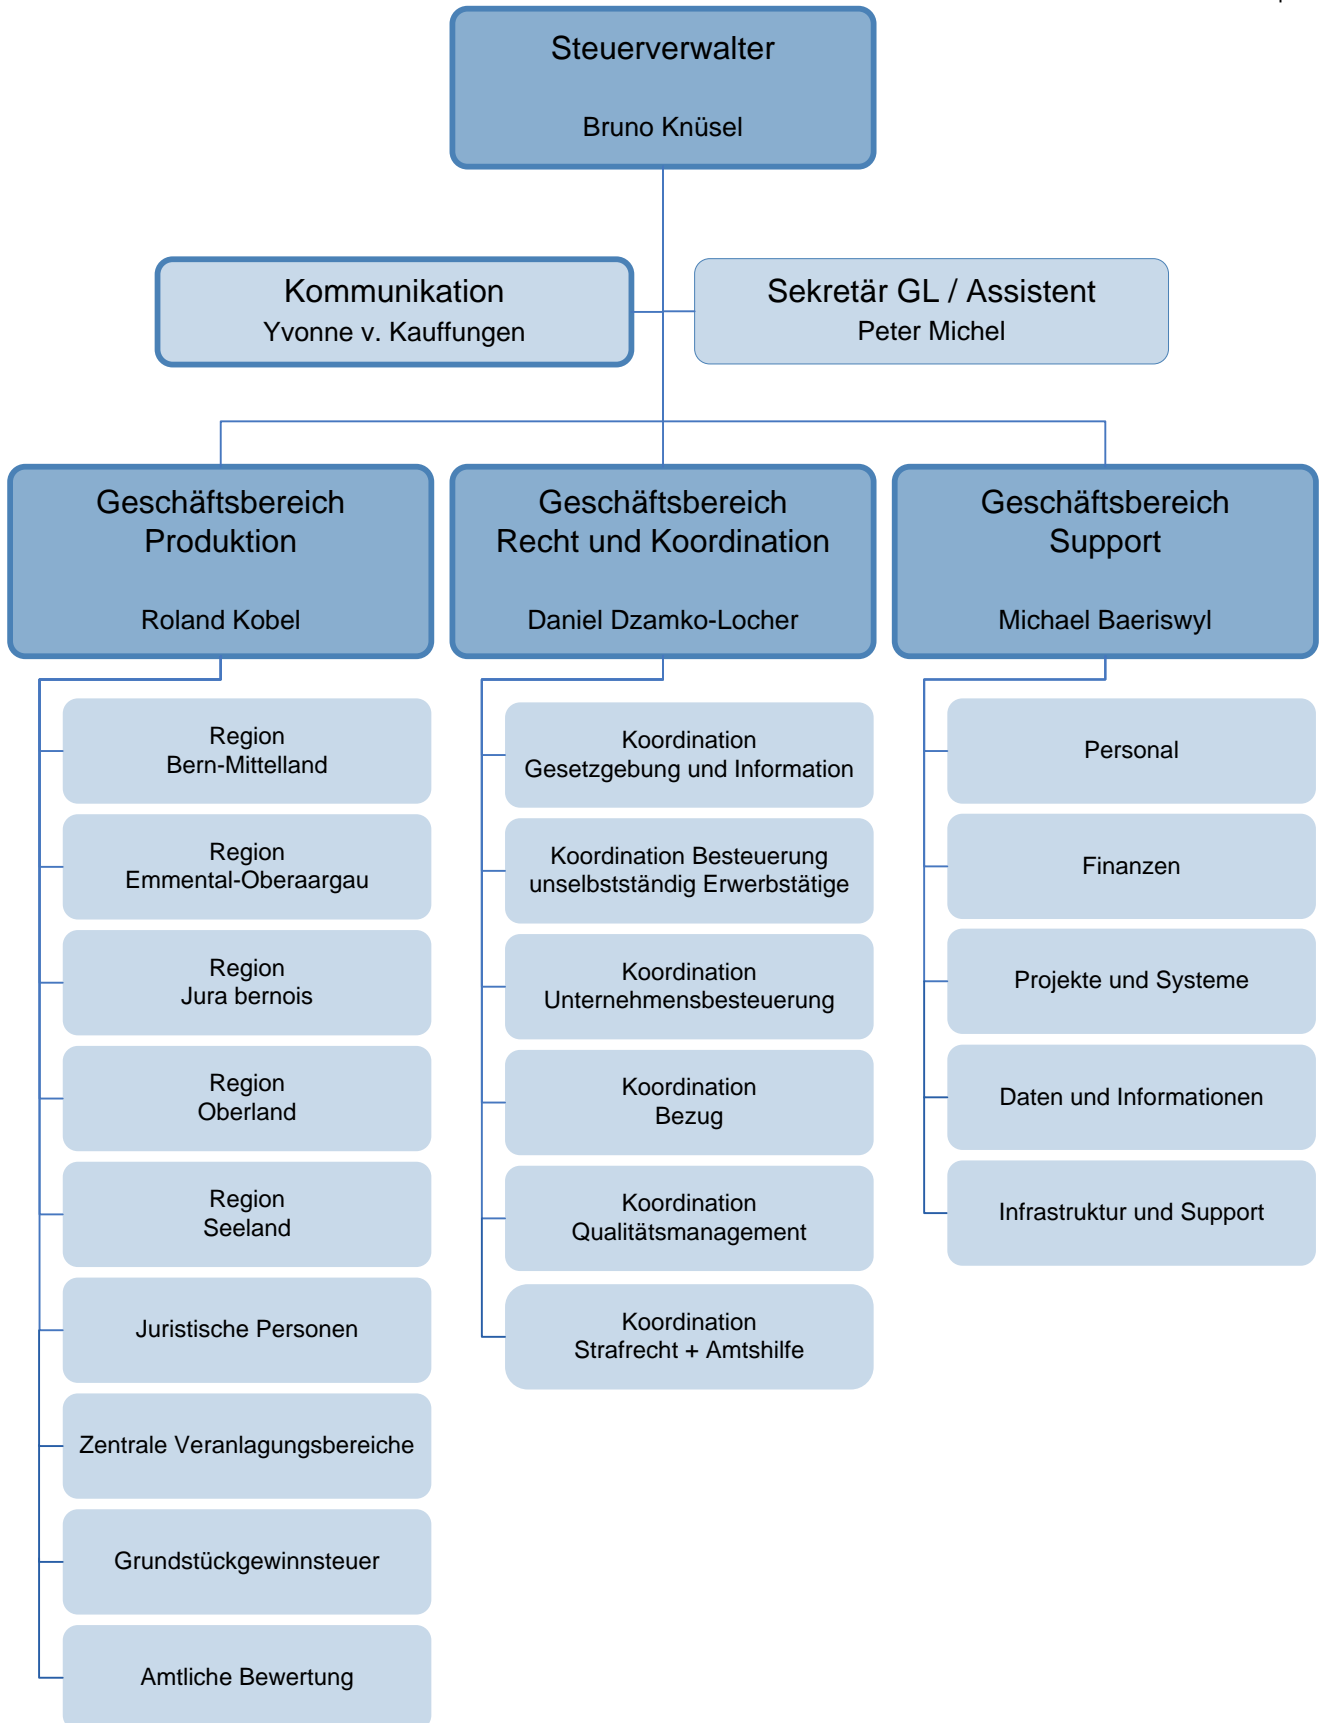 Steuerverwalter
Bruno Knüsel
Kommunikation
Yvonne v. Kauffungen
Sekretär GL / Assistent
Peter Michel
Geschäftsbereich
Produktion
Roland Kobel
Geschäftsbereich
Recht und Koordination
Daniel Dzamko-Locher
Geschäftsbereich
Support
Michael Baeriswyl
Region
Bern-Mittelland
Region
Emmental-Oberaargau
Region
Jura bernois
Region
Oberland
Region
Seeland
Juristische Personen
Zentrale Veranlagungsbereiche
Grundstückgewinnsteuer
Amtliche Bewertung
Koordination
Gesetzgebung und Information
Koordination Besteuerung
unselbstständig Erwerbstätige
Koordination
Unternehmensbesteuerung
Koordination
Bezug
Koordination
Qualitätsmanagement
Koordination
Strafrecht + Amtshilfe
Personal
Finanzen
Projekte und Systeme
Daten und Informationen
Infrastruktur und Support